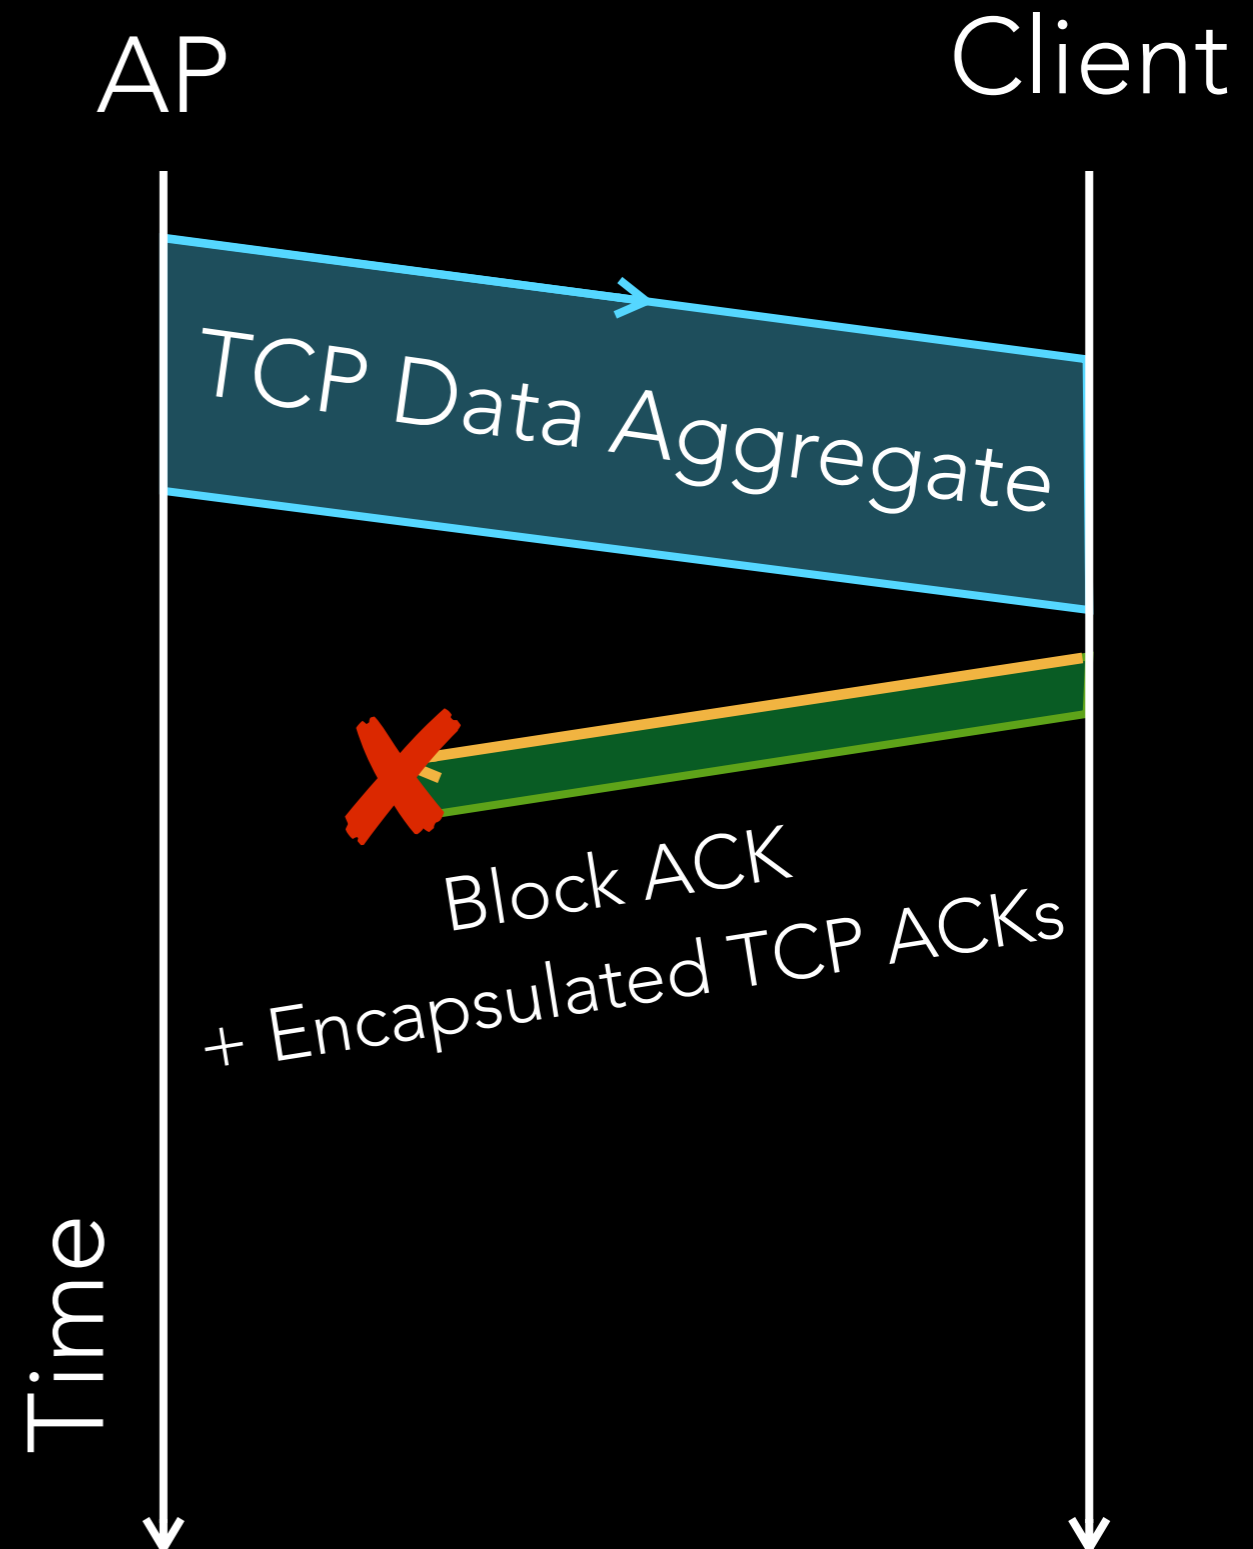 AP
Client
TCP Data Aggregate
Block ACK
+ Encapsulated TCP ACKs
Time